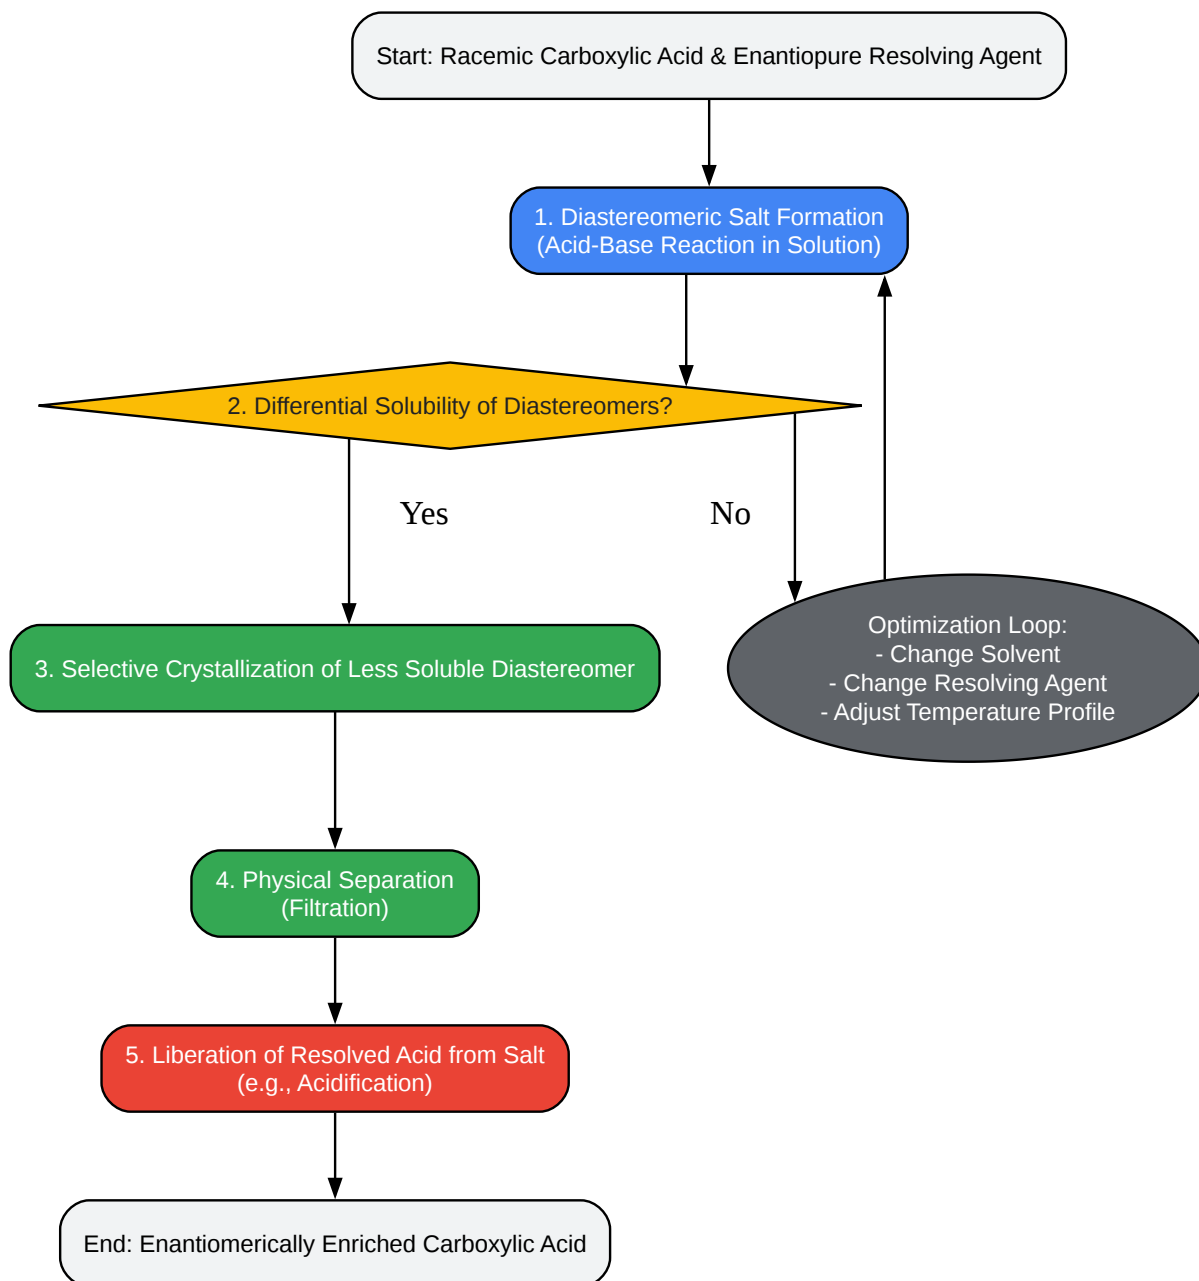 Start: Racemic Carboxylic Acid & Enantiopure Resolving Agent
1. Diastereomeric Salt Formation
(Acid-Base Reaction in Solution)
2. Differential Solubility of Diastereomers?
Yes
No
Optimization Loop:
- Change Solvent
- Change Resolving Agent
- Adjust Temperature Profile
3. Selective Crystallization of Less Soluble Diastereomer
4. Physical Separation
(Filtration)
5. Liberation of Resolved Acid from Salt
(e.g., Acidification)
End: Enantiomerically Enriched Carboxylic Acid